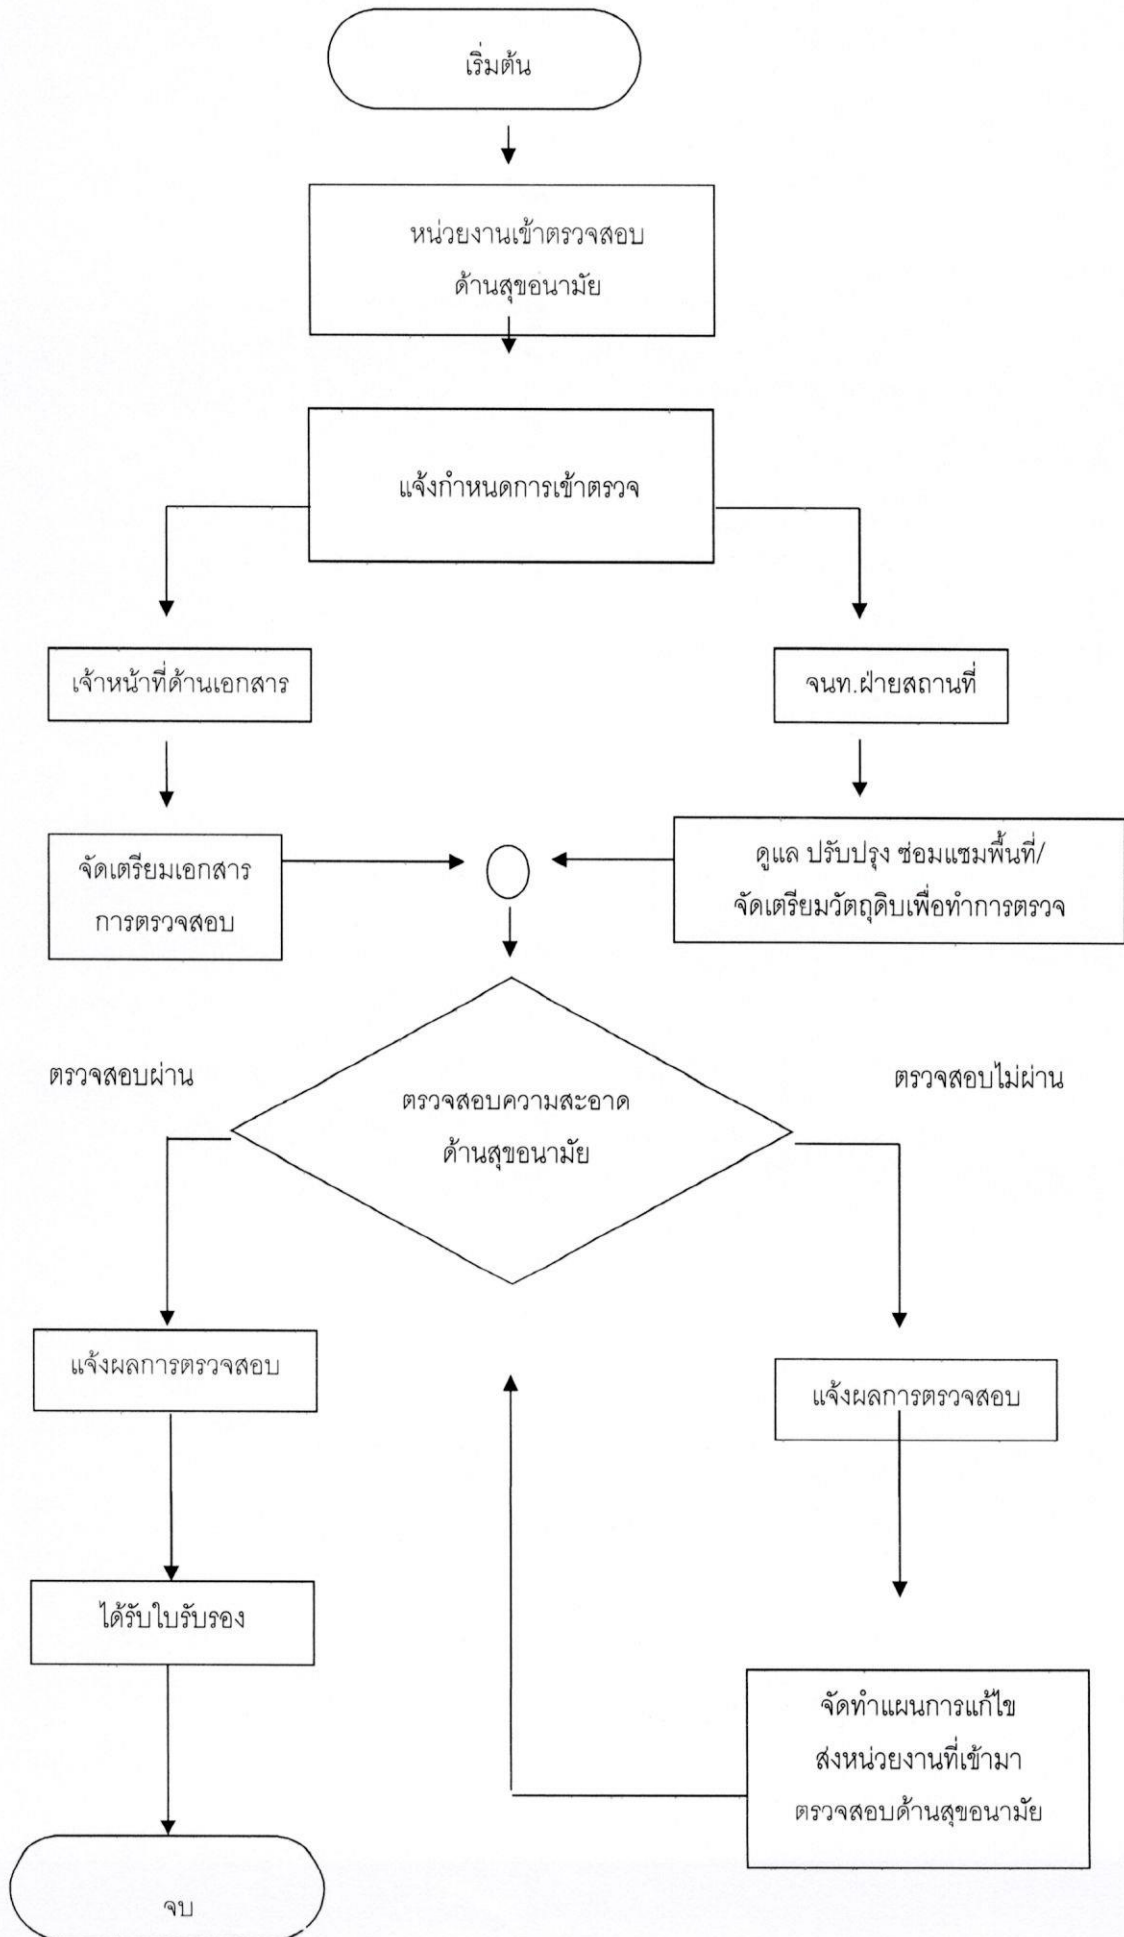 เริ่มต้น
หน่วยงานเข้าตรวจสอบ
ด้านสุขอนามัย
แจ้งกำหนดการเข้าตรวจ
เจ้าหน้าที่ด้านเอกสาร
จนท.ฝ่ายสถานที่
จัดเตรียมเอกสาร
การตรวจสอบ
ดูแล ปรับปรุง ซ่อมแซมพื้นที่/
จัดเตรียมวัตถุดิบเพื่อทำการตรวจ
ตรวจสอบผ่าน
ตรวจสอบไม่ผ่าน
ตรวจสอบความสะอาด
ด้านสุขอนามัย
แจ้งผลการตรวจสอบ
แจ้งผลการตรวจสอบ
ได้รับใบรับรอง
จัดทำแผนการแก้ไข
ส่งหน่วยงานที่เข้ามา
ตรวจสอบด้านสุขอนามัย
จบ